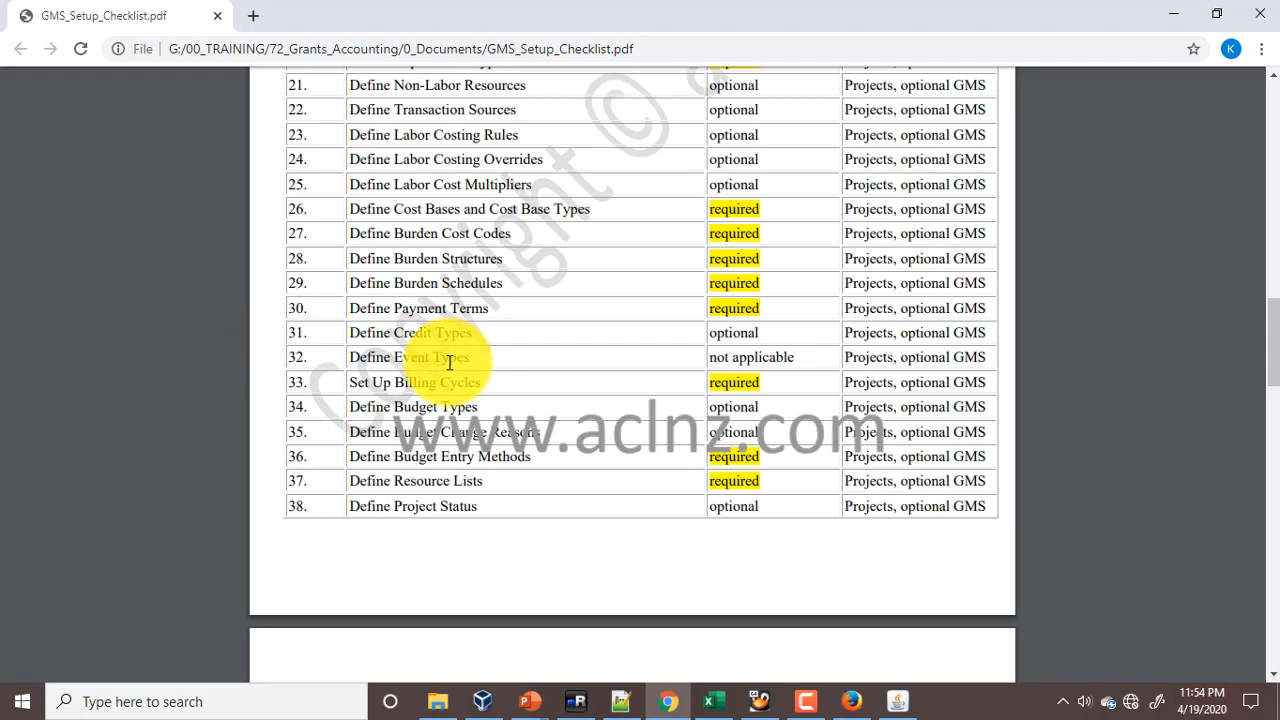 GMS_Setup_Checklist.pdf
File G:/00_TRAINING/72_Grants_Accounting/0_Documents/GMS_Setup_Checklist.pdf
K
21. Define Non-Labor Resources optional Projects, optional GMS
22. Define Transaction Sources optional Projects, optional GMS
23. Define Labor Costing Rules optional Projects, optional GMS
24. Define Labor Costing Overrides optional Projects, optional GMS
25. Define Labor Cost Multipliers optional Projects, optional GMS
26. Define Cost Bases and Cost Base Types required Projects, optional GMS
27. Define Burden Cost Codes required Projects, optional GMS
28. Define Burden Structures required Projects, optional GMS
29. Define Burden Schedules required Projects, optional GMS
30. Define Payment Terms required Projects, optional GMS
31. Define Credit Types optional Projects, optional GMS
32. Define Event Types not applicable Projects, optional GMS
33. Set Up Billing Cycles required Projects, optional GMS
34. Define Budget Types optional Projects, optional GMS
35. Define Budget Change Reasons optional Projects, optional GMS
36. Define Budget Entry Methods required Projects, optional GMS
37. Define Resource Lists required Projects, optional GMS
38. Define Project Status optional Projects, optional GMS
Copyright ©
www.aclnz.com
Type here to search
11:54 PM
4/19/2020